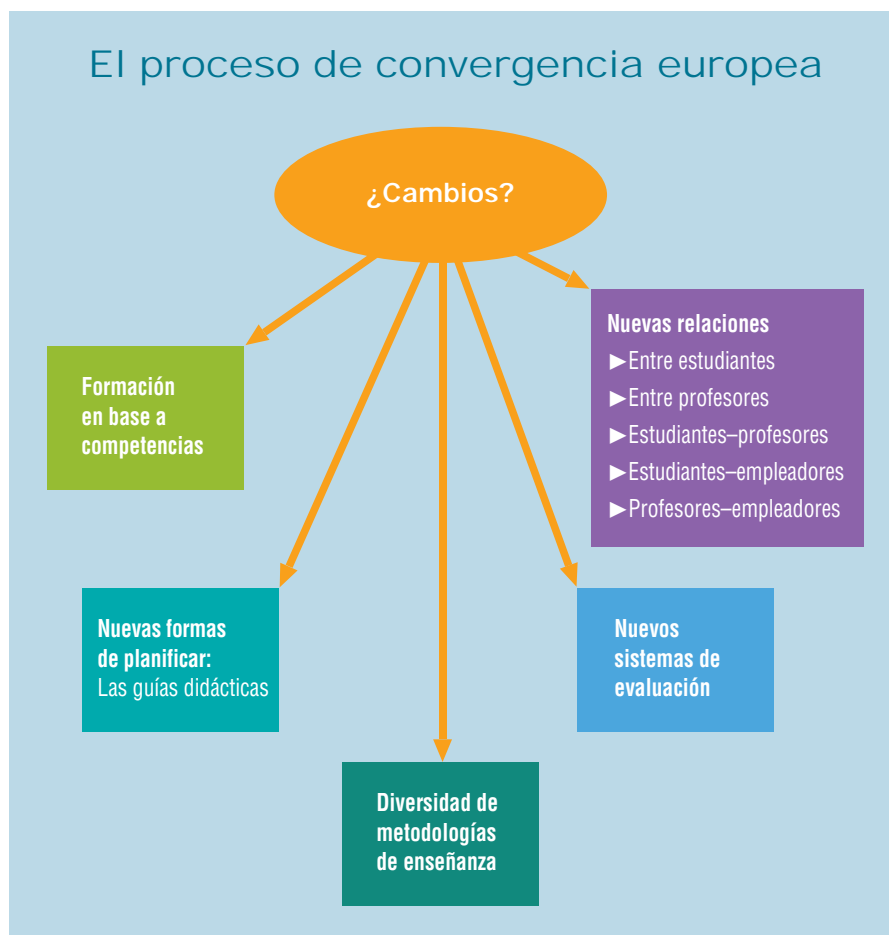 El proceso de convergencia europea
¿Cambios?
Formación
en base a
competencias
Nuevas formas
de planificar:
Las guías didácticas
Diversidad de
metodologías
de enseñanza
Nuevos
sistemas de
evaluación
Nuevas relaciones
►Entre estudiantes
►Entre profesores
►Estudiantes–profesores
►Estudiantes–empleadores
►Profesores–empleadores